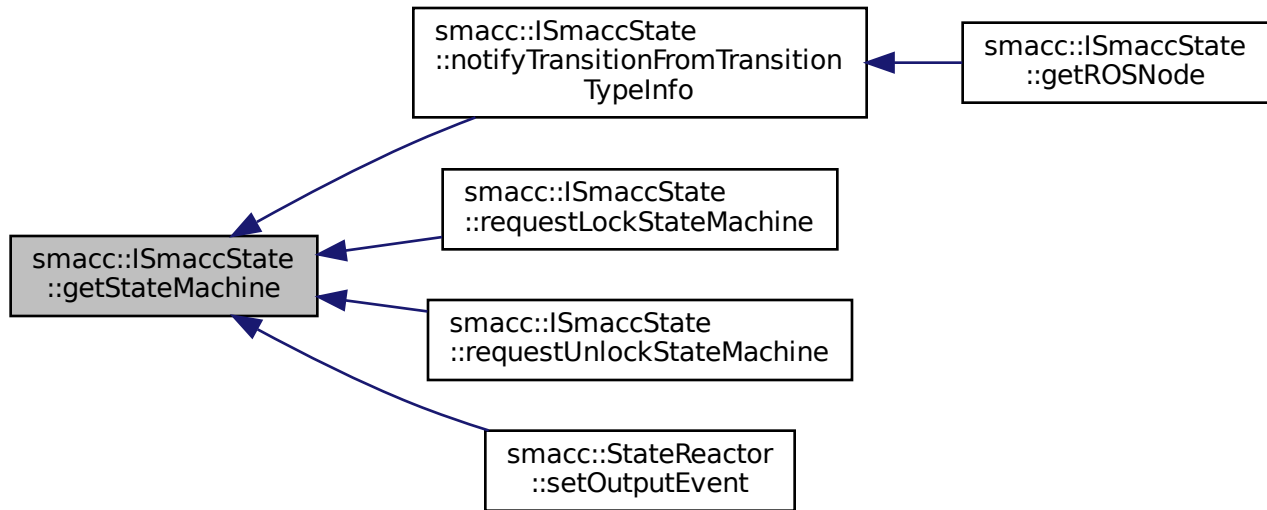 smacc::ISmaccState
::notifyTransitionFromTransition
TypeInfo
smacc::ISmaccState
::getROSNode
smacc::ISmaccState
::requestLockStateMachine
smacc::ISmaccState
::getStateMachine
smacc::ISmaccState
::requestUnlockStateMachine
smacc::StateReactor
::setOutputEvent